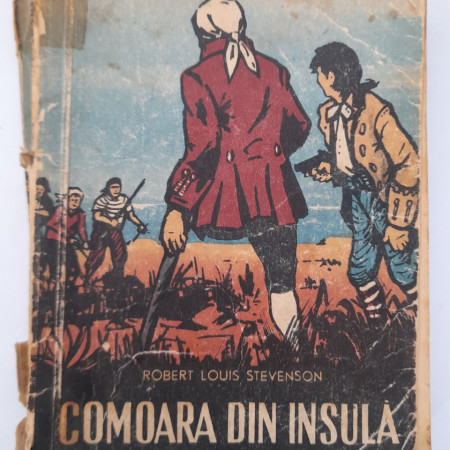 ROBERT LOUIS STEVENSON
COMOARA DIN INSULĂ